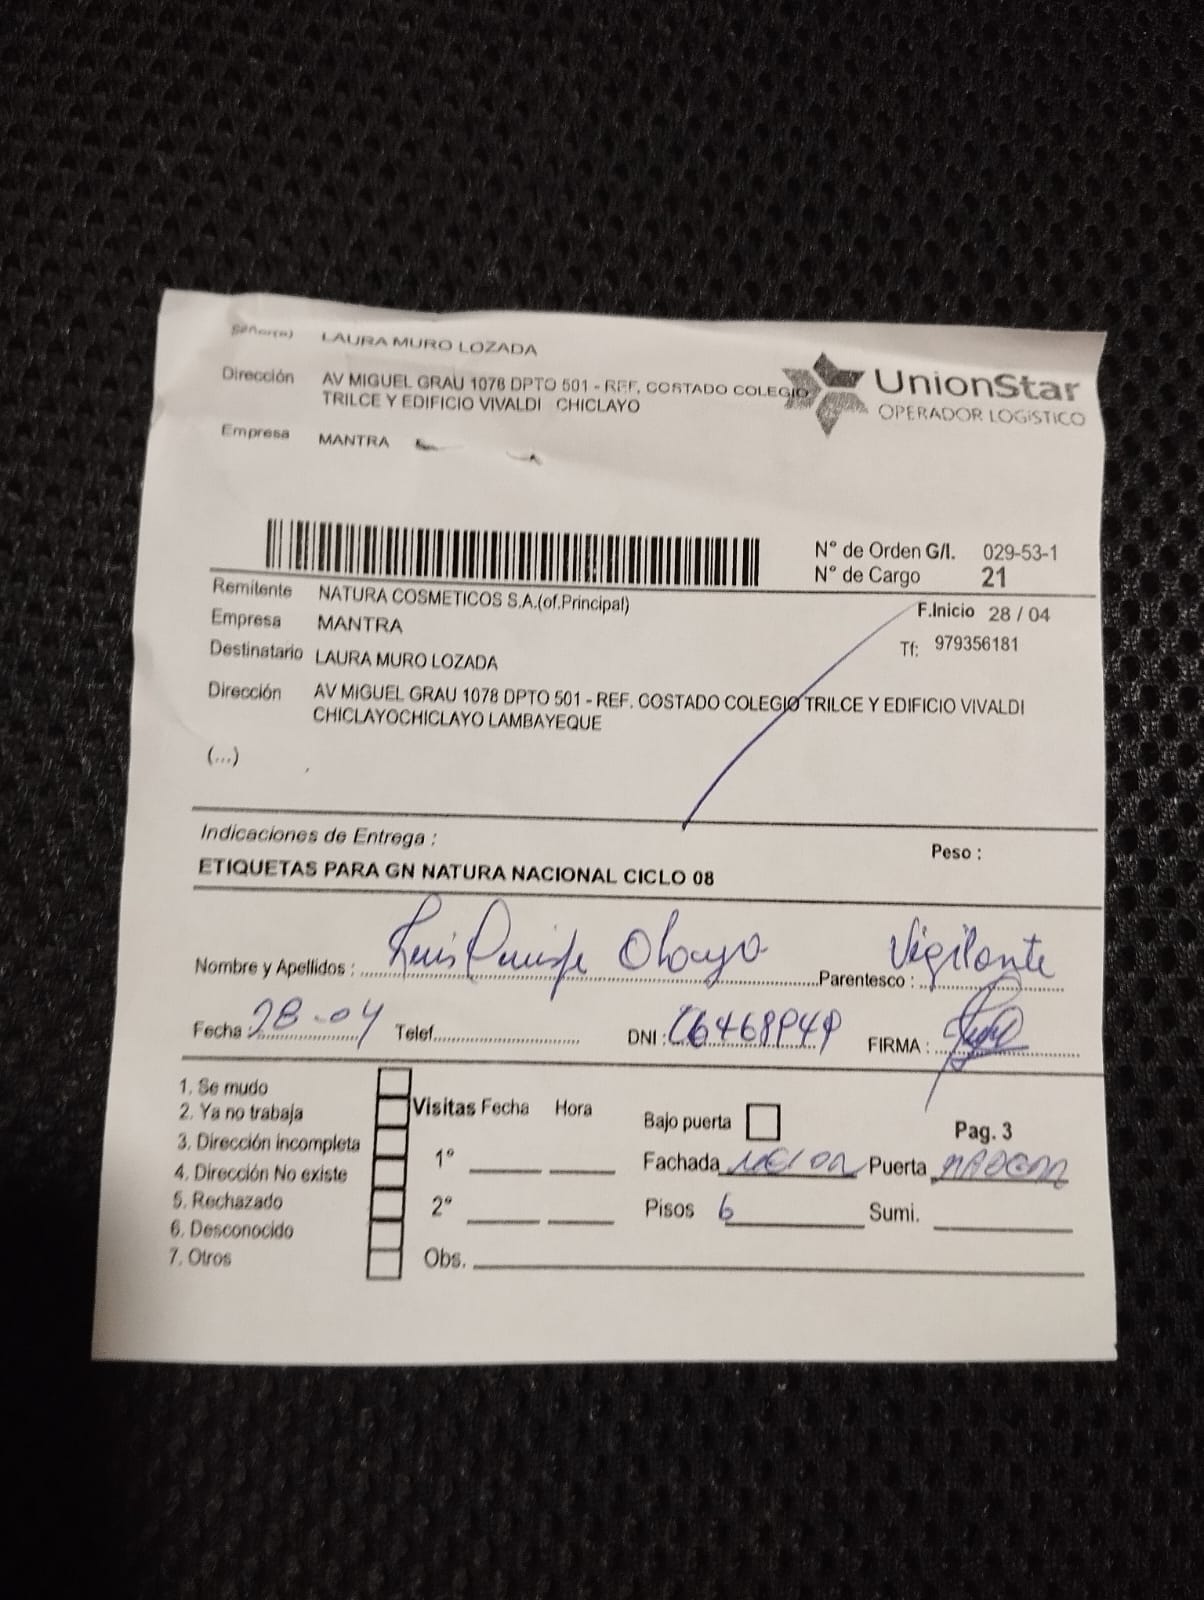 Señor(a) LAURA MURO LOZADA
Dirección AV MIGUEL GRAU 1078 DPTO 501 - REF. COSTADO COLEGIO
TRILCE Y EDIFICIO VIVALDI CHICLAYO
Empresa MANTRA
UnionStar
OPERADOR LOGÍSTICO
N° de Orden G/I. 029-53-1
N° de Cargo 21
Remitente NATURA COSMETICOS S.A.(of.Principal)
F.Inicio 28 / 04
Empresa MANTRA
Tf: 979356181
Destinatario LAURA MURO LOZADA
Dirección AV MIGUEL GRAU 1078 DPTO 501 - REF. COSTADO COLEGIO TRILCE Y EDIFICIO VIVALDI
CHICLAYOCHICLAYO LAMBAYEQUE
(...)
Indicaciones de Entrega :
Peso :
ETIQUETAS PARA GN NATURA NACIONAL CICLO 08
Nombre y Apellidos : Luis Quispe Parentesco : Vigilante
Fecha : 28-04 Telef. DNI : FIRMA :
1. Se mudo
2. Ya no trabaja
3. Dirección incompleta
4. Dirección No existe
5. Rechazado
6. Desconocido
7. Otros
Visitas Fecha Hora
1°
2°
Obs.
Bajo puerta
Pag. 3
Fachada Puerta
Pisos 6 Sumi.